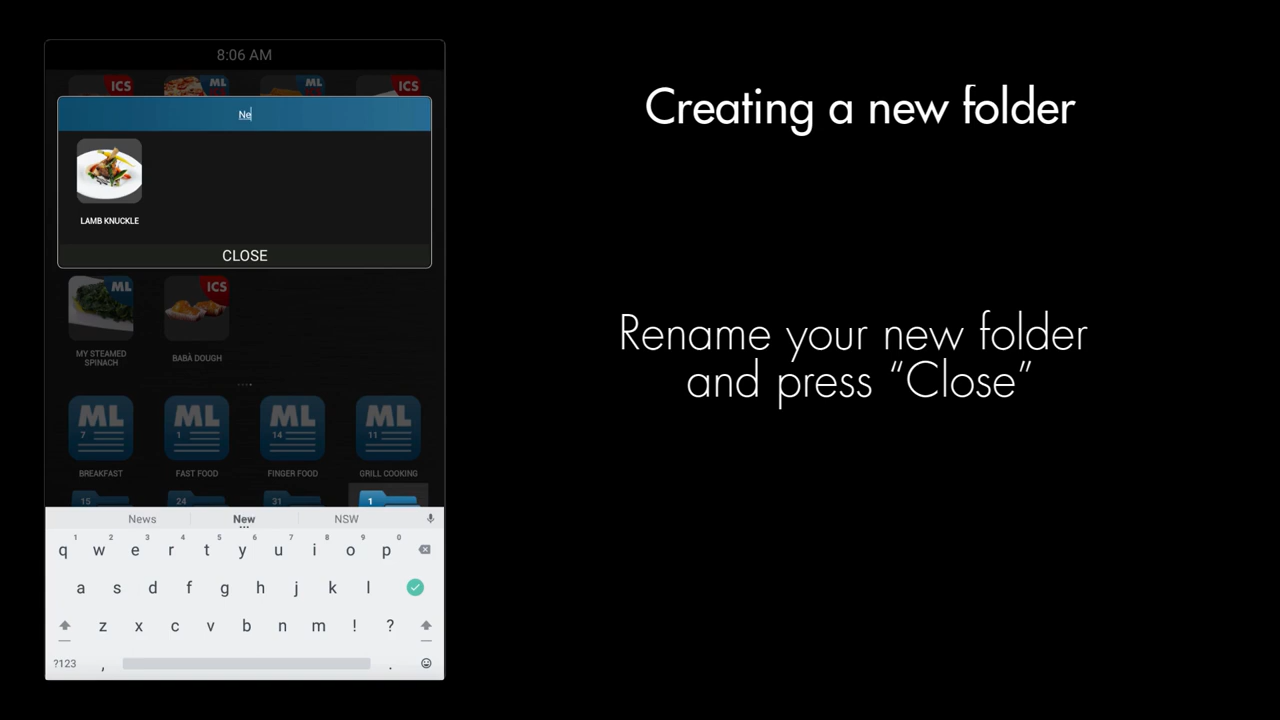 8:06 AM
Creating a new folder
ICS
ML
ML
ICS
Ne
LAMB KNUCKLE
CLOSE
ML
ICS
MY STEAMED
SPINACH
BABÀ DOUGH
Rename your new folder
and press “Close”
ML
7
ML
1
ML
14
ML
11
BREAKFAST
FAST FOOD
FINGER FOOD
GRILL COOKING
15
24
31
1
News
New
NSW
1 2 3 4 5 6 7 8 9 0
q w e r t y u i o p
a s d f g h j k l
z x c v b n m ! ?
?123 , .